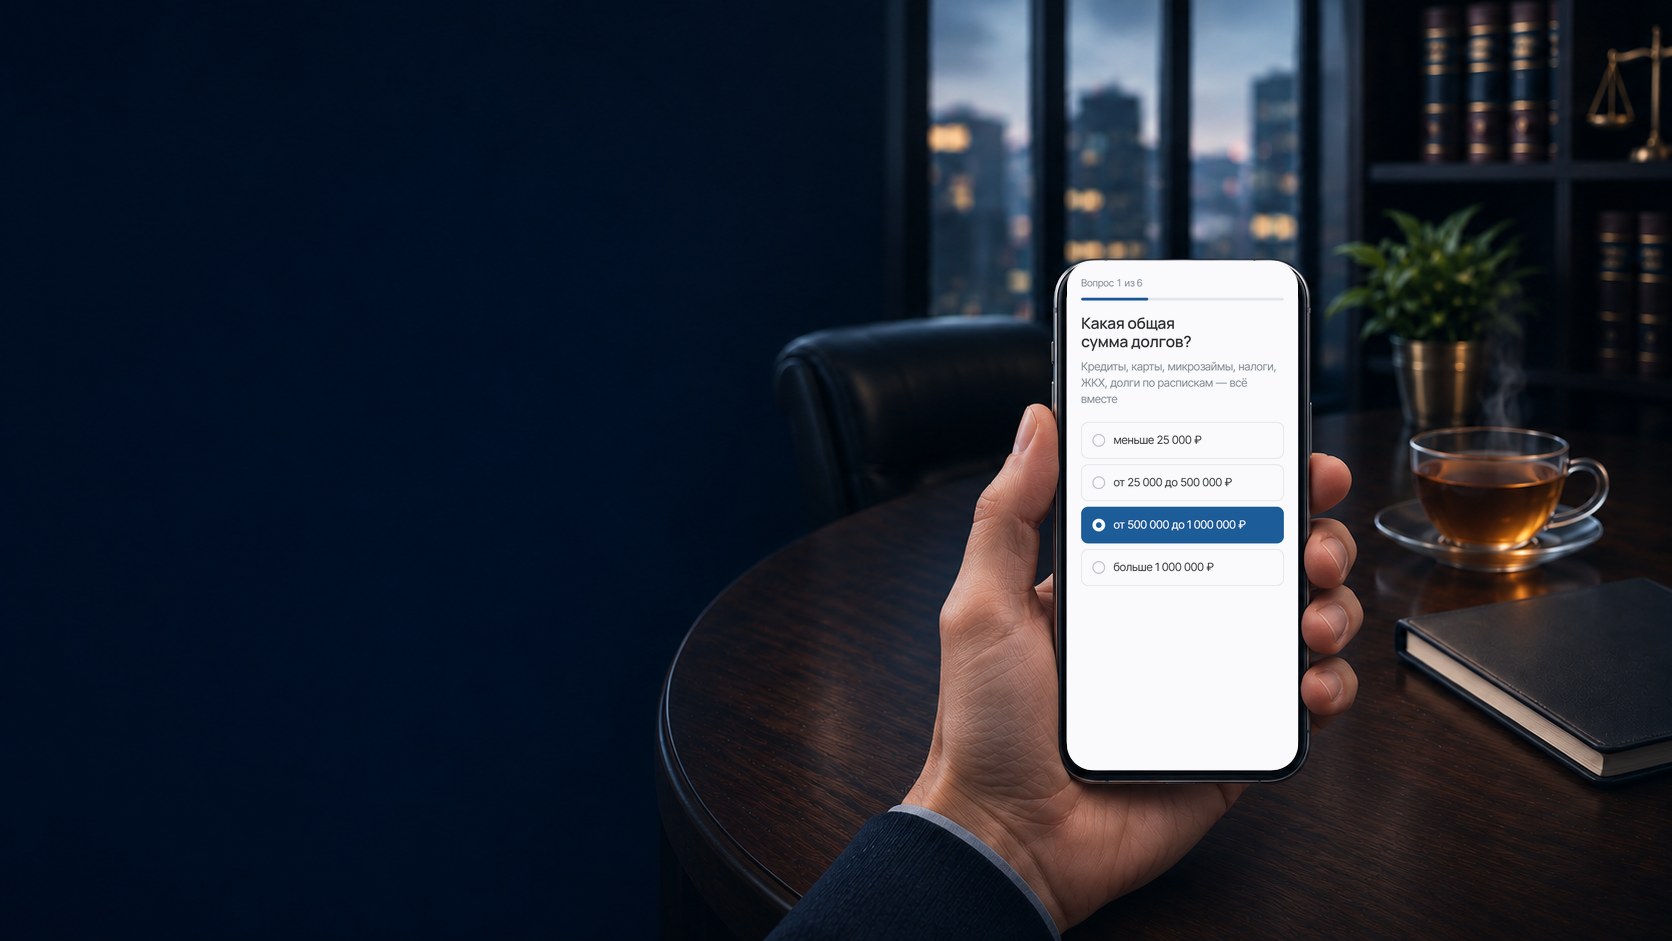 Вопрос 1 из 6
Какая общая
сумма долгов?
Кредиты, карты, микрозаймы, налоги,
ЖКХ, долги по распискам — всё
вместе
меньше 25 000 ₽
от 25 000 до 500 000 ₽
от 500 000 до 1 000 000 ₽
больше 1 000 000 ₽